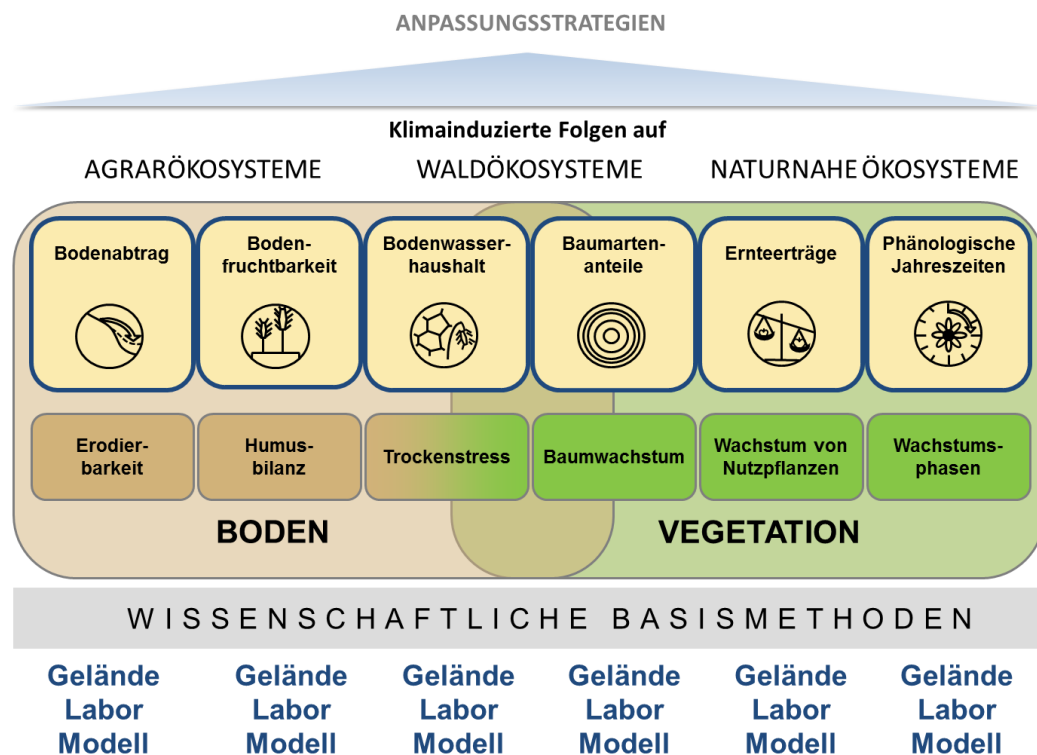 ANPASSUNGSSTRATEGIEN
Klimainduzierte Folgen auf
AGRARÖKOSYSTEME WALDÖKOSYSTEME NATURNAHE ÖKOSYSTEME
Bodenabtrag
Boden-
fruchtbarkeit
Bodenwasser-
haushalt
Baumarten-
anteile
Ernteerträge
Phänologische
Jahreszeiten
Erodier-
barkeit
Humus-
bilanz
Trockenstress
Baumwachstum
Wachstum von
Nutzpflanzen
Wachstums-
phasen
BODEN VEGETATION
WISSENSCHAFTLICHE BASISMETHODEN
Gelände
Labor
Modell
Gelände
Labor
Modell
Gelände
Labor
Modell
Gelände
Labor
Modell
Gelände
Labor
Modell
Gelände
Labor
Modell